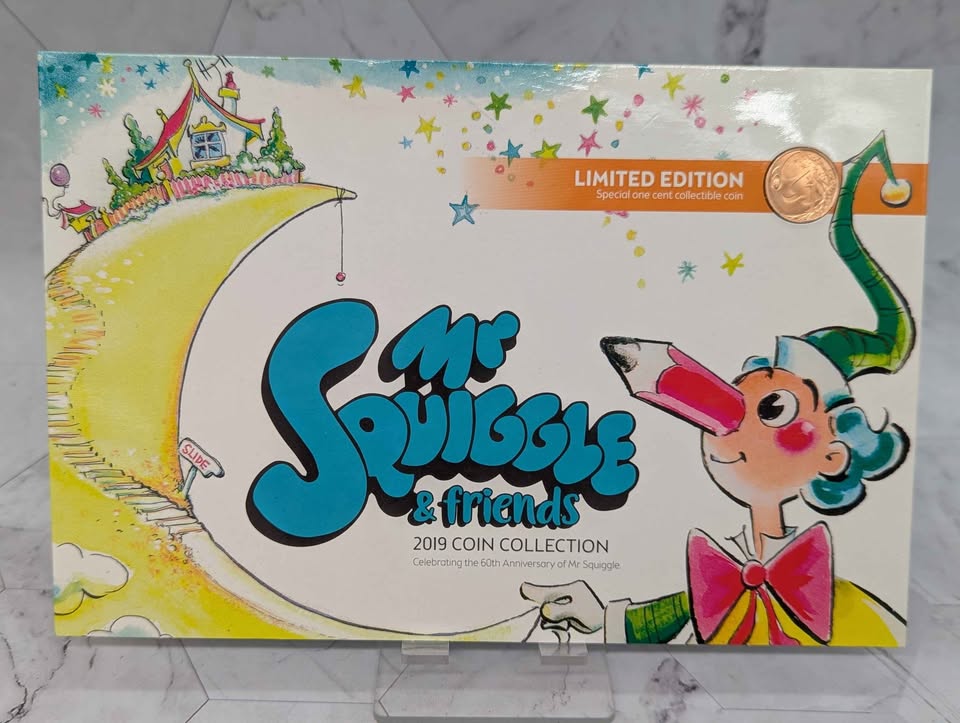 LIMITED EDITION
Special one cent collectible coin
Mr
SQUIGGLE
& friends
2019 COIN COLLECTION
Celebrating the 60th Anniversary of Mr Squiggle
SLIDE